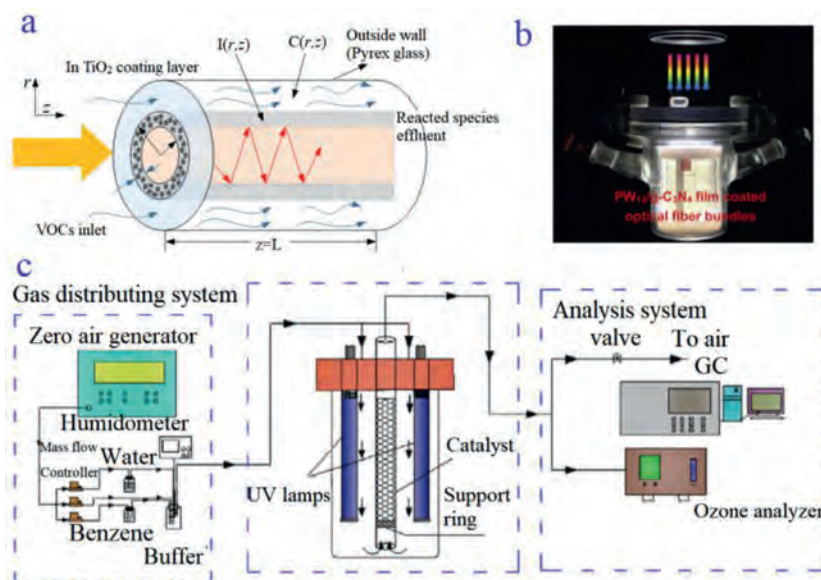 a
I(r,z)
C(r,z)
Outside wall
(Pyrex glass)
In TiO₂ coating layer
r
z
Reacted species
effluent
VOCs inlet
z=L
b
PW₁₂/g-C₃N₄ film coated
optical fiber bundles
c
Gas distributing system
Zero air generator
Humidometer
Mass flow
Controller
Water
Benzene
Buffer
UV lamps
Catalyst
Support
ring
Analysis system
valve
To air
GC
Ozone analyzer